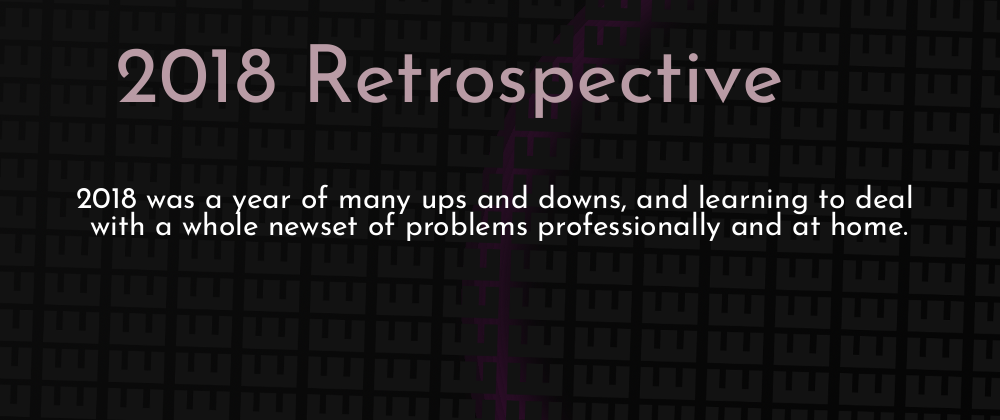 2018 Retrospective
2018 was a year of many ups and downs, and learning to deal
with a whole newset of problems professionally and at home.